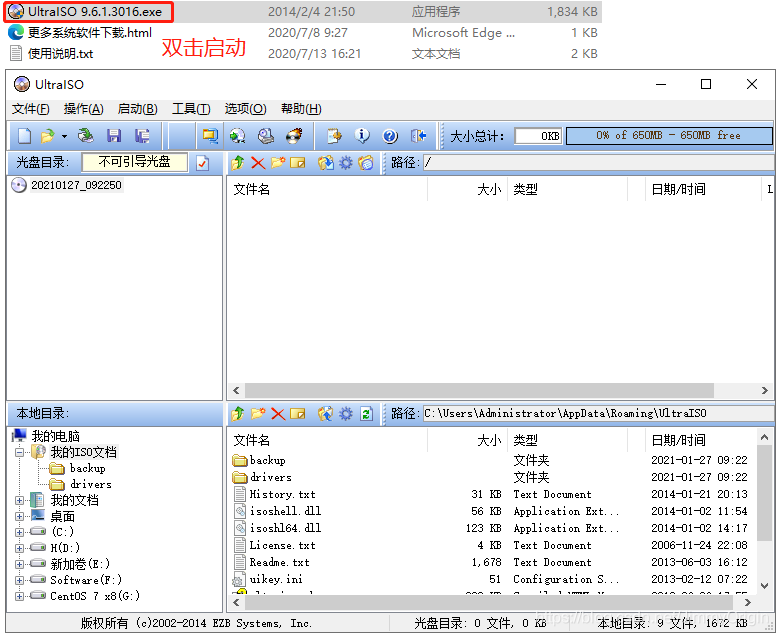 UltraISO 9.6.1.3016.exe 2014/2/4 21:50 应用程序 1,834 KB
更多系统软件下载.html 2020/7/8 9:27 Microsoft Edge ... 1 KB
使用说明.txt 2020/7/13 16:21 文本文档 2 KB
双击启动
UltraISO
文件(F) 操作(A) 启动(B) 工具(T) 选项(O) 帮助(H)
大小总计: 0KB 0% of 650MB - 650MB free
光盘目录: 不可引导光盘 路径: /
20210127_092250
文件名 大小 类型 日期/时间 L
本地目录: 路径: C:\Users\Administrator\AppData\Roaming\UltraISO
我的电脑
我的ISO文档
backup
drivers
我的文档
桌面
(C:)
H(D:)
新加卷(E:)
Software(F:)
CentOS 7 x8(G:)
文件名 大小 类型 日期/时间
backup 文件夹 2021-01-27 09:22
drivers 文件夹 2021-01-27 09:22
History.txt 31 KB Text Document 2014-01-21 20:13
isoshell.dll 56 KB Application Ext... 2014-01-02 11:54
isoshl64.dll 123 KB Application Ext... 2014-01-02 14:17
License.txt 4 KB Text Document 2006-11-24 22:08
Readme.txt 1,678 Text Document 2013-06-03 16:12
uikey.ini 51 Configuration S... 2013-02-12 07:22
版权所有 (c)2002-2014 EZB Systems, Inc. 光盘目录: 0 文件, 0 KB 本地目录: 9 文件, 1672 KB